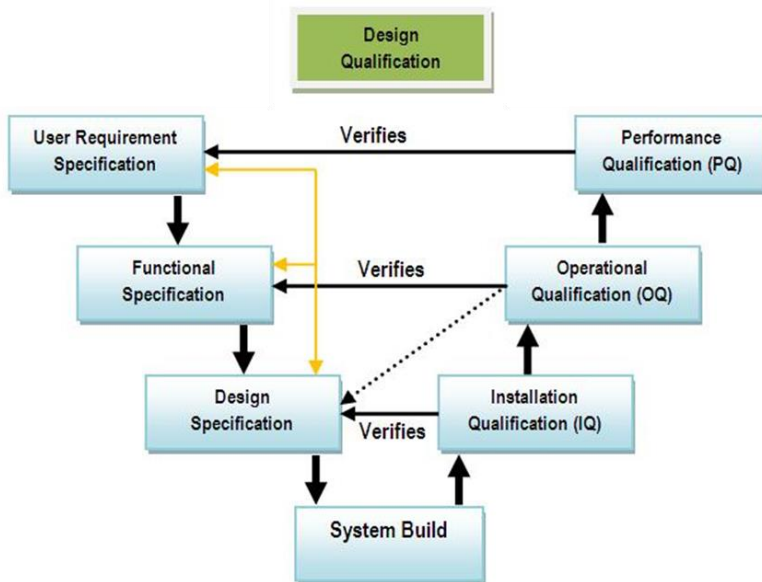 Design
Qualification
User Requirement
Specification
Verifies
Performance
Qualification (PQ)
Functional
Specification
Verifies
Operational
Qualification (OQ)
Design
Specification
Verifies
Installation
Qualification (IQ)
System Build